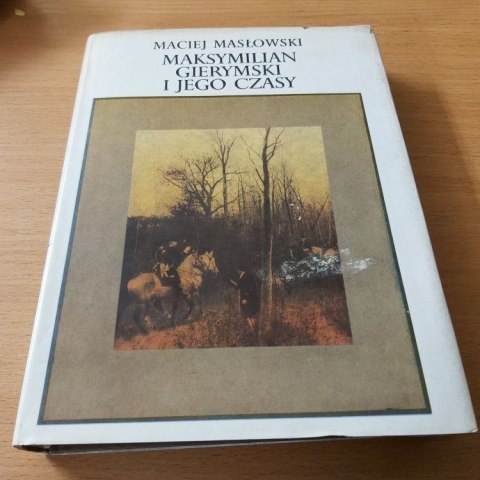 MACIEJ MASŁOWSKI
MAKSYMILIAN
GIERYMSKI
I JEGO CZASY